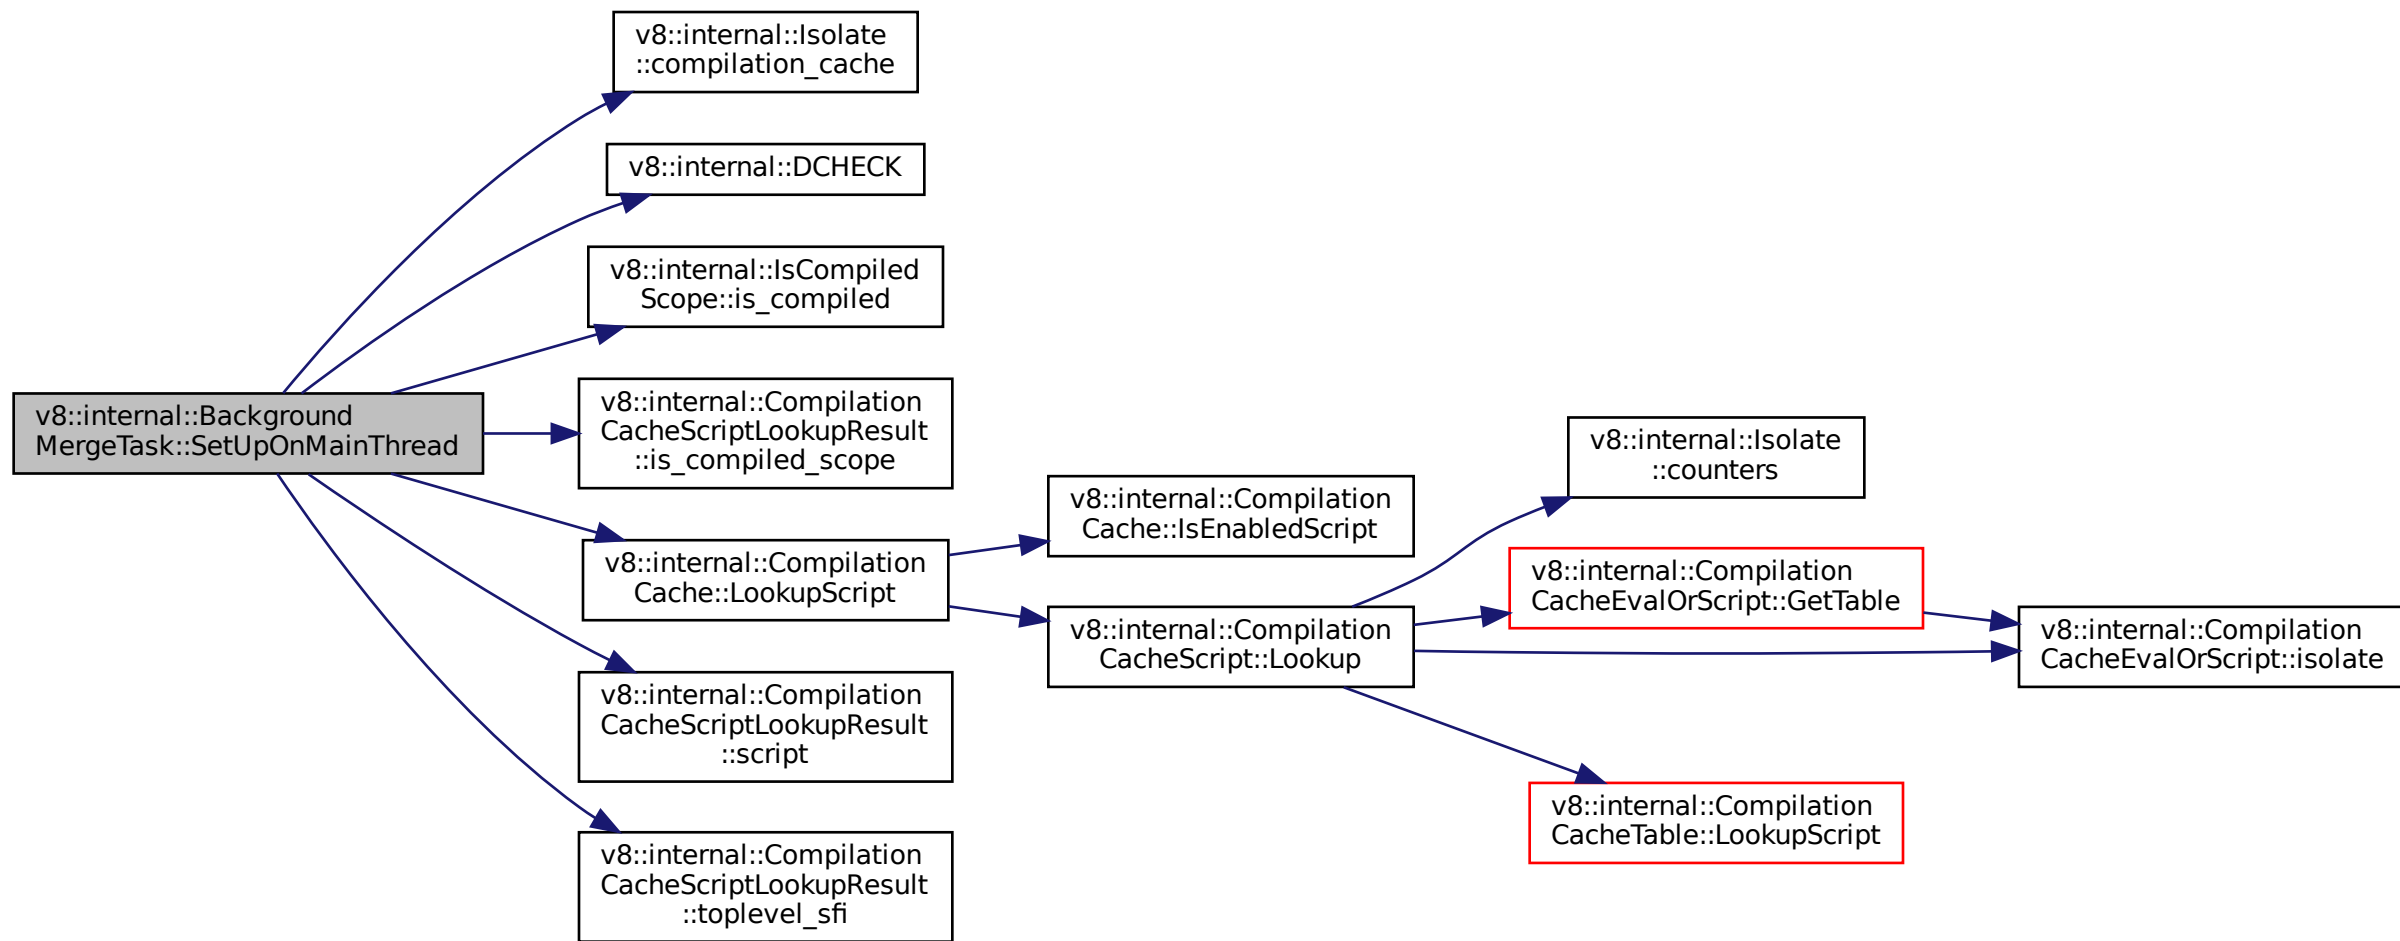 v8::internal::Isolate
::compilation_cache
v8::internal::DCHECK
v8::internal::IsCompiled
Scope::is_compiled
v8::internal::Background
MergeTask::SetUpOnMainThread
v8::internal::Compilation
CacheScriptLookupResult
::is_compiled_scope
v8::internal::Compilation
Cache::LookupScript
v8::internal::Compilation
CacheScriptLookupResult
::script
v8::internal::Compilation
CacheScriptLookupResult
::toplevel_sfi
v8::internal::Compilation
Cache::IsEnabledScript
v8::internal::Compilation
CacheScript::Lookup
v8::internal::Isolate
::counters
v8::internal::Compilation
CacheEvalOrScript::GetTable
v8::internal::Compilation
CacheTable::LookupScript
v8::internal::Compilation
CacheEvalOrScript::isolate